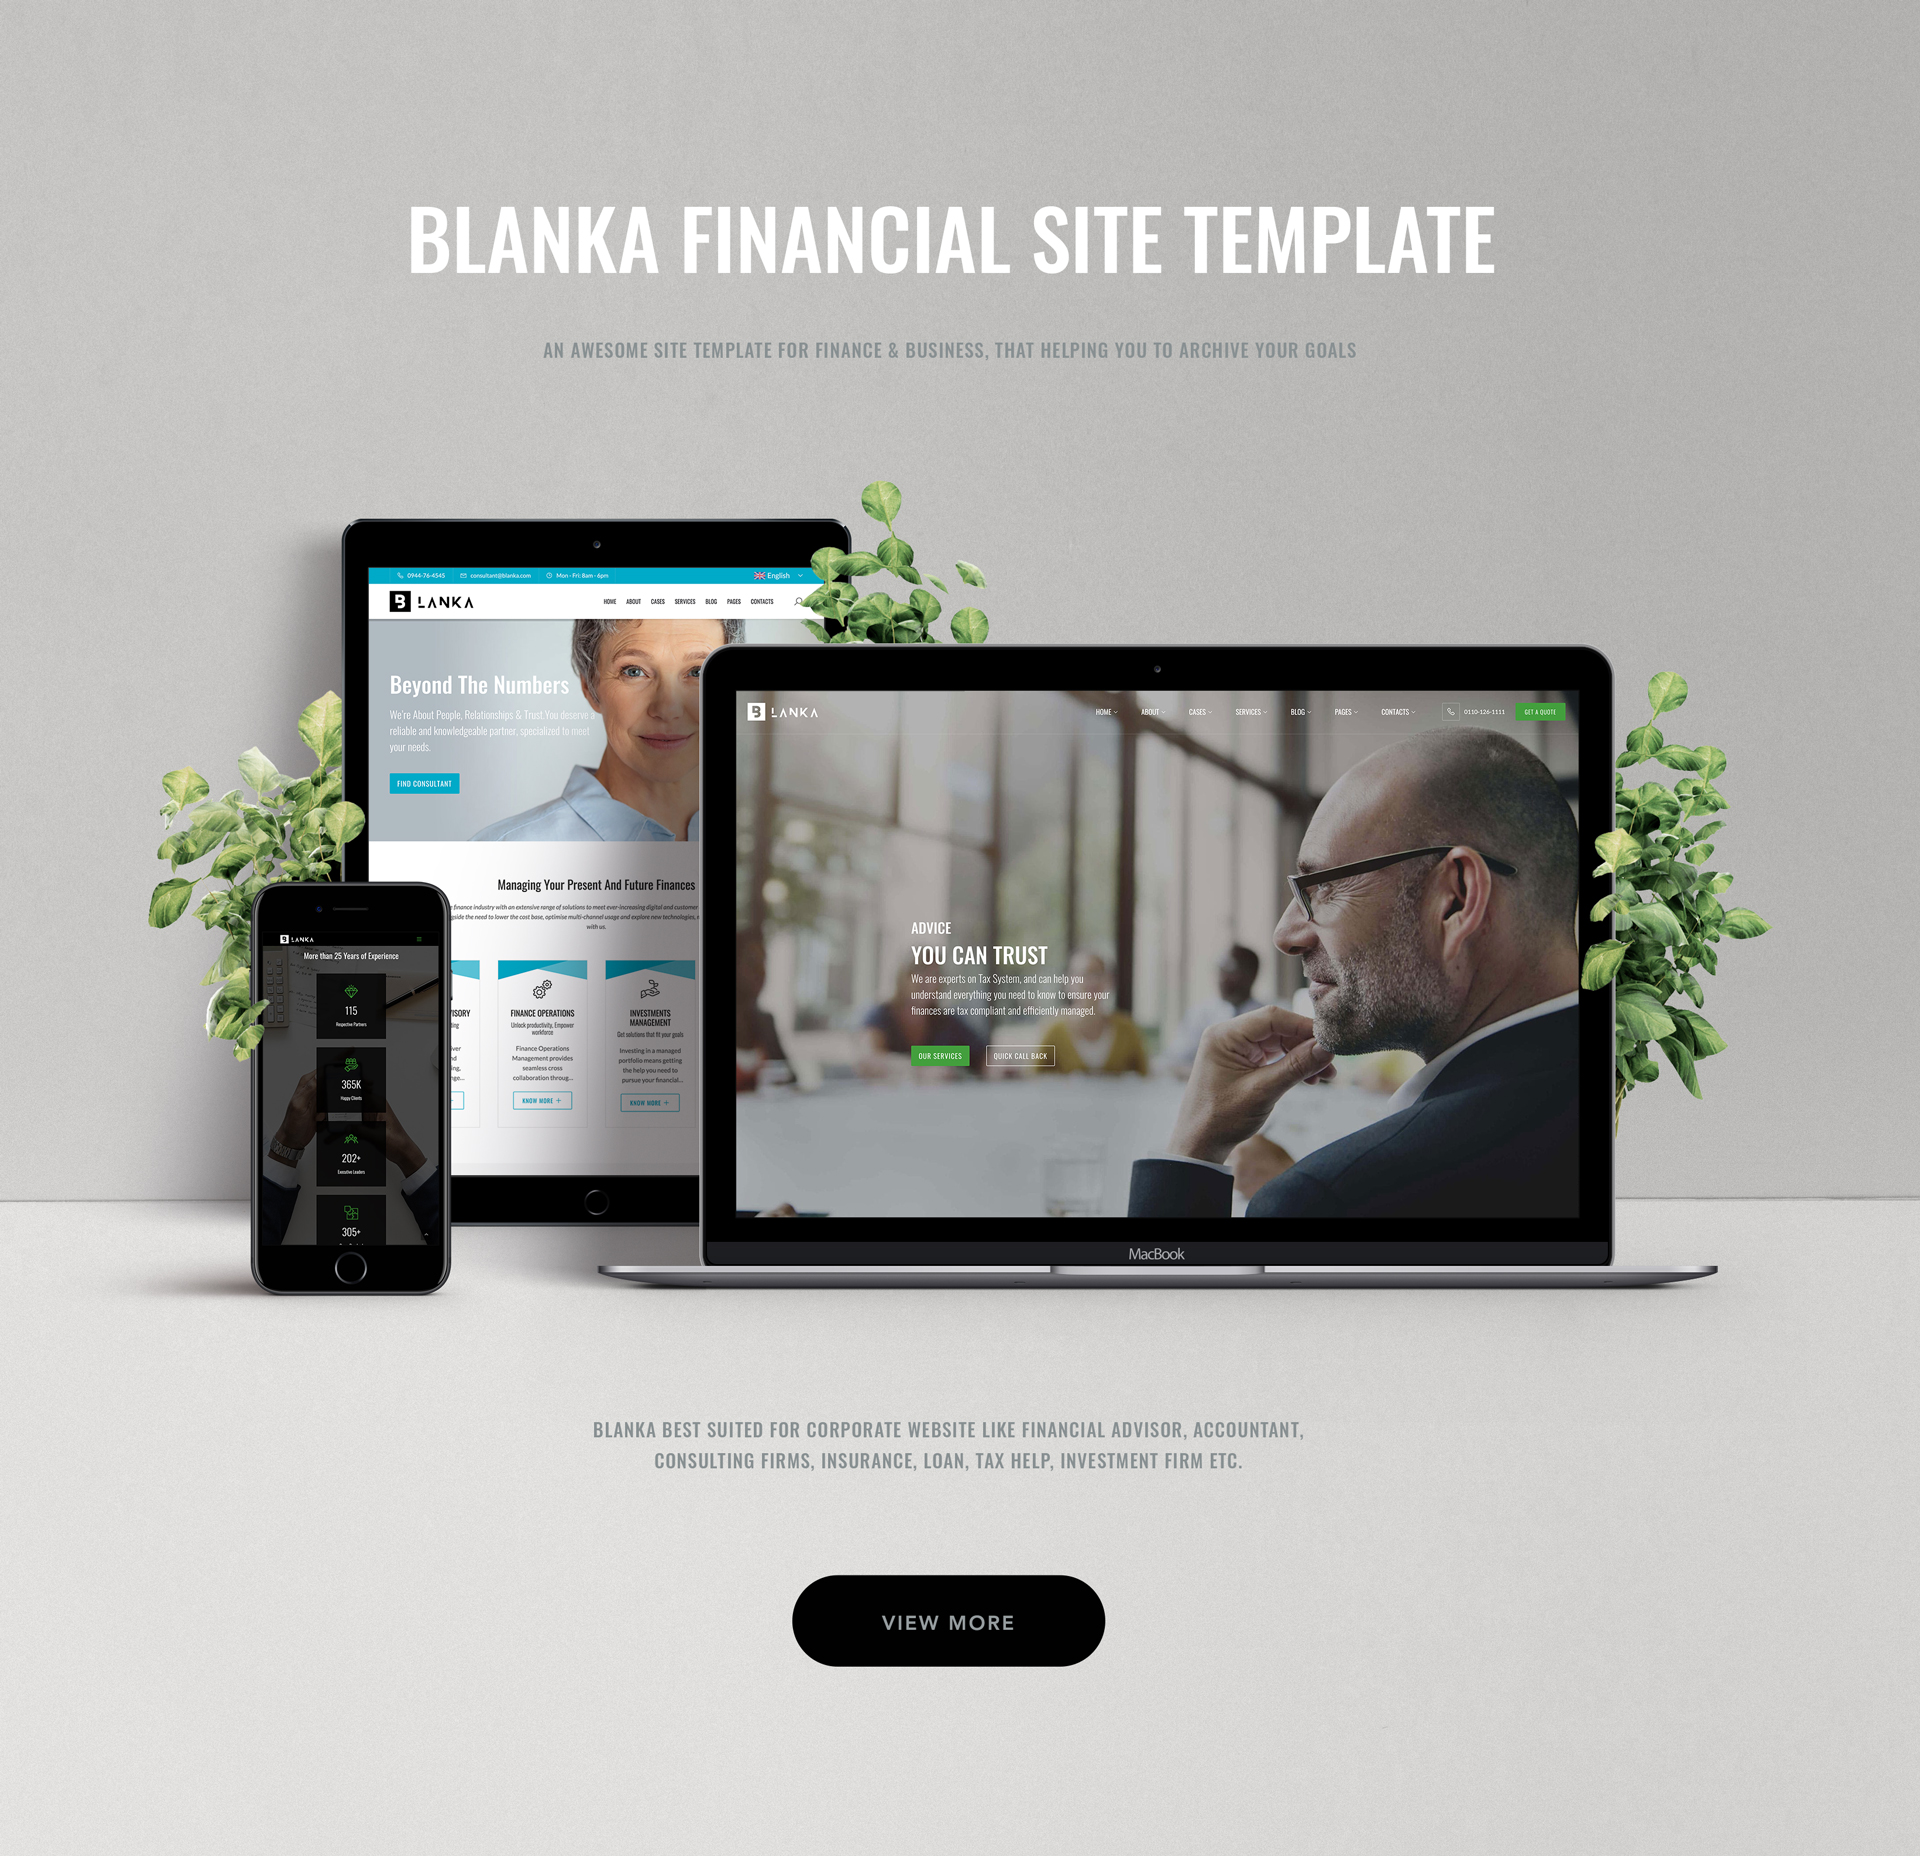 BLANKA FINANCIAL SITE TEMPLATE
AN AWESOME SITE TEMPLATE FOR FINANCE & BUSINESS, THAT HELPING YOU TO ARCHIVE YOUR GOALS
0944-76-4545 consultant@blanka.com Mon - Fri: 8am - 6pm English
B LANKA HOME ABOUT CASES SERVICES BLOG PAGES CONTACTS
Beyond The Numbers
We're About People, Relationships & Trust.You deserve a
reliable and knowledgeable partner, specialized to meet
your needs.
FIND CONSULTANT
Managing Your Present And Future Finances
finance industry with an extensive range of solutions to meet ever-increasing digital and customer
gside the need to lower the cost base, optimise multi-channel usage and explore new technologies,
with us.
VISORY
FINANCE OPERATIONS
Unlock productivity, Empower
workforce
Finance Operations
Management provides
seamless cross
collaboration throug...
KNOW MORE +
INVESTMENTS
MANAGEMENT
Get solutions that fit your goals
Investing in a managed
portfolio means getting
the help you need to
pursue your financial...
KNOW MORE +
B LANKA
More than 25 Years of Experience
115
Respective Partners
365K
Happy Clients
202+
Executive Leaders
305+
B LANKA HOME ABOUT CASES SERVICES BLOG PAGES CONTACTS 0110-126-1111 GET A QUOTE
ADVICE
YOU CAN TRUST
We are experts on Tax System, and can help you
understand everything you need to know to ensure your
finances are tax compliant and efficiently managed.
OUR SERVICES QUICK CALL BACK
MacBook
BLANKA BEST SUITED FOR CORPORATE WEBSITE LIKE FINANCIAL ADVISOR, ACCOUNTANT,
CONSULTING FIRMS, INSURANCE, LOAN, TAX HELP, INVESTMENT FIRM ETC.
VIEW MORE